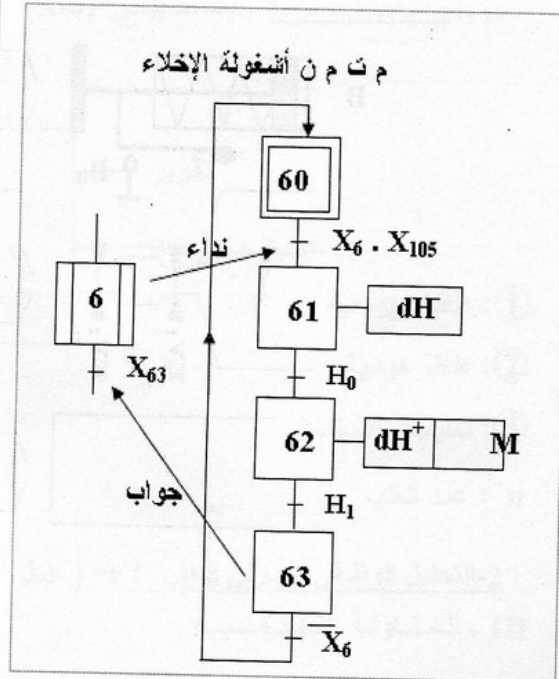 م ت م ن أشغولة الإخلاء
60
نداء
X6 . X105
6
61
dH
X63
H0
62
dH+
M
جواب
H1
63
X̅6